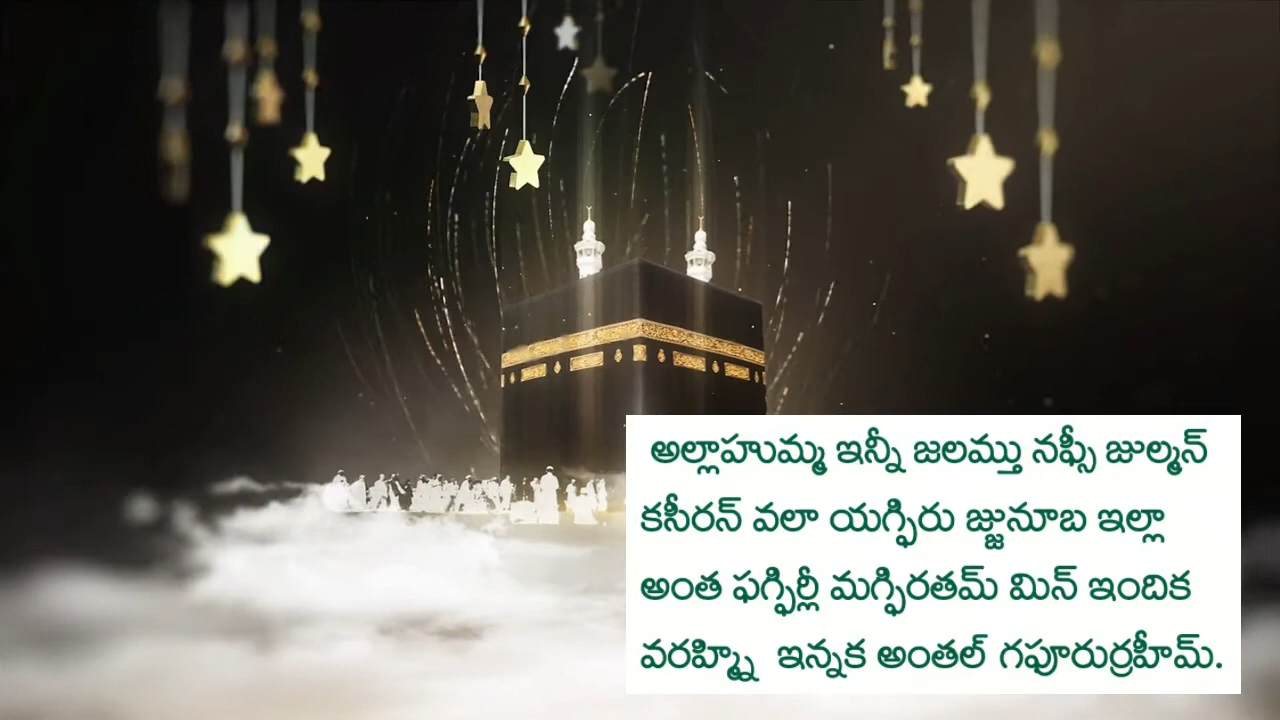 అల్లాహుమ్మ ఇన్నీ జలమ్తు నఫ్సీ జుల్మన్
కసీరన్ వలా యగ్ఫిరు జ్జునూబ ఇల్లా
అంత ఫగ్ఫిర్లీ మగ్ఫిరతమ్ మిన్ ఇందిక
వరహ్మ్ని ఇన్నక అంతల్ గఫూరుర్రహీమ్.